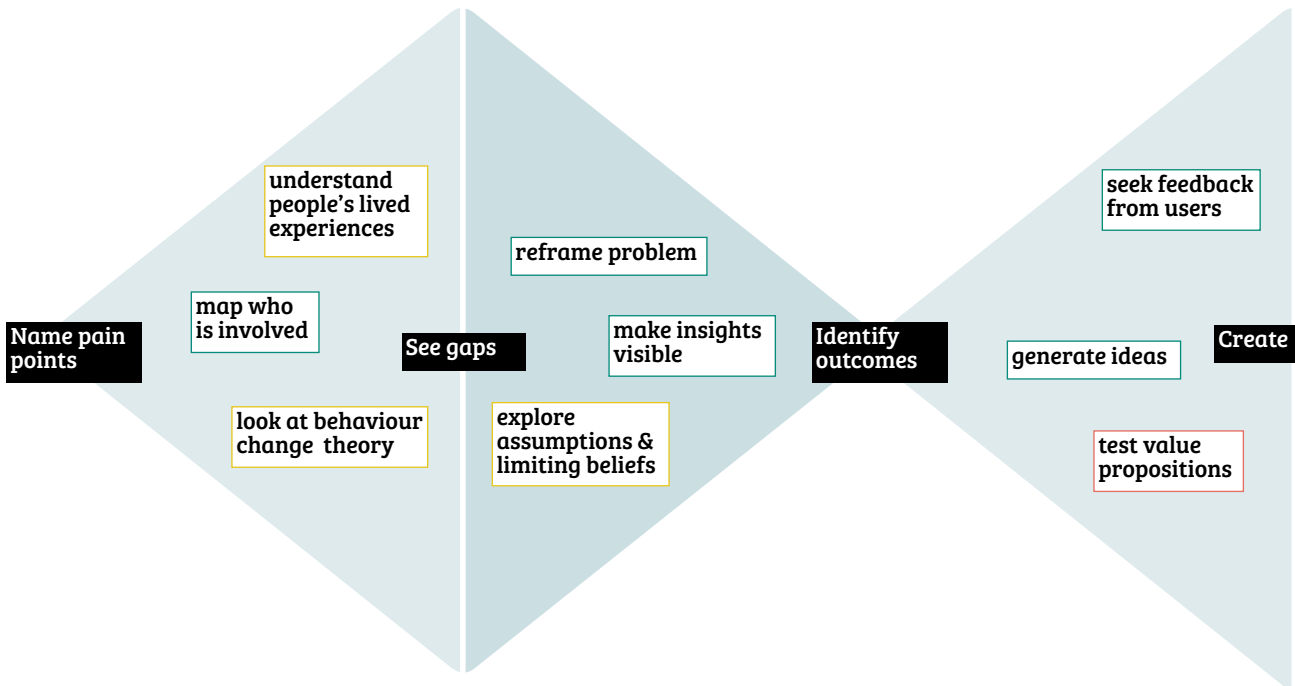 Name pain
points
map who
is involved
understand
people's lived
experiences
look at behaviour
change  theory
See gaps
reframe problem
make insights
visible
explore
assumptions &
limiting beliefs
Identify
outcomes
generate ideas
seek feedback
from users
test value
propositions
Create